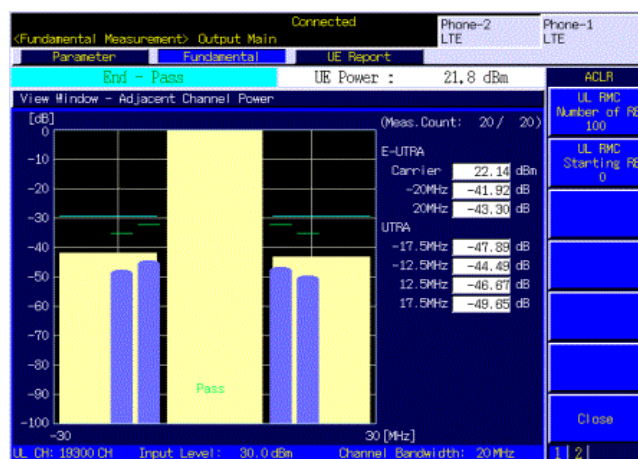 Connected
<Fundamental Measurement> Output Main
Phone-2
LTE
Phone-1
LTE
Parameter
Fundamental
UE Report
End - Pass
UE Power :
21.8 dBm
ACLR
View Window - Adjacent Channel Power
UL RMC
Number of RB
100
UL RMC
Starting RB
0
Close
1 2
[dB]
(Meas.Count: 20/ 20)
0
-10
-20
-30
-40
-50
-60
-70
-80
-90
-100
E-UTRA
Carrier 22.14 dBm
-20MHz -41.92 dB
20MHz -43.30 dB
UTRA
-17.5MHz -47.89 dB
-12.5MHz -44.49 dB
12.5MHz -46.67 dB
17.5MHz -49.65 dB
Pass
-30
30 [MHz]
UL CH: 19300 CH Input Level: 30.0 dBm Channel Bandwidth: 20 MHz